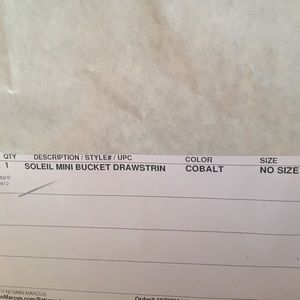 QTY DESCRIPTION / STYLE# / UPC COLOR SIZE
1 SOLEIL MINI BUCKET DRAWSTRIN COBALT NO SIZE
NEIMAN MARCUS